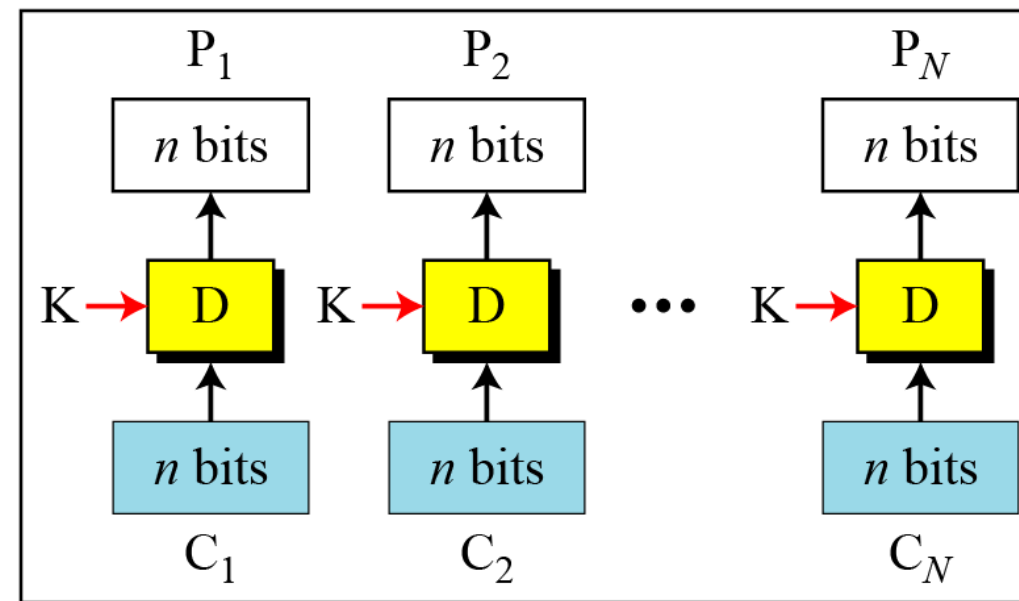 P1 P2 PN
n bits n bits n bits
K D K D ••• K D
n bits n bits n bits
C1 C2 CN